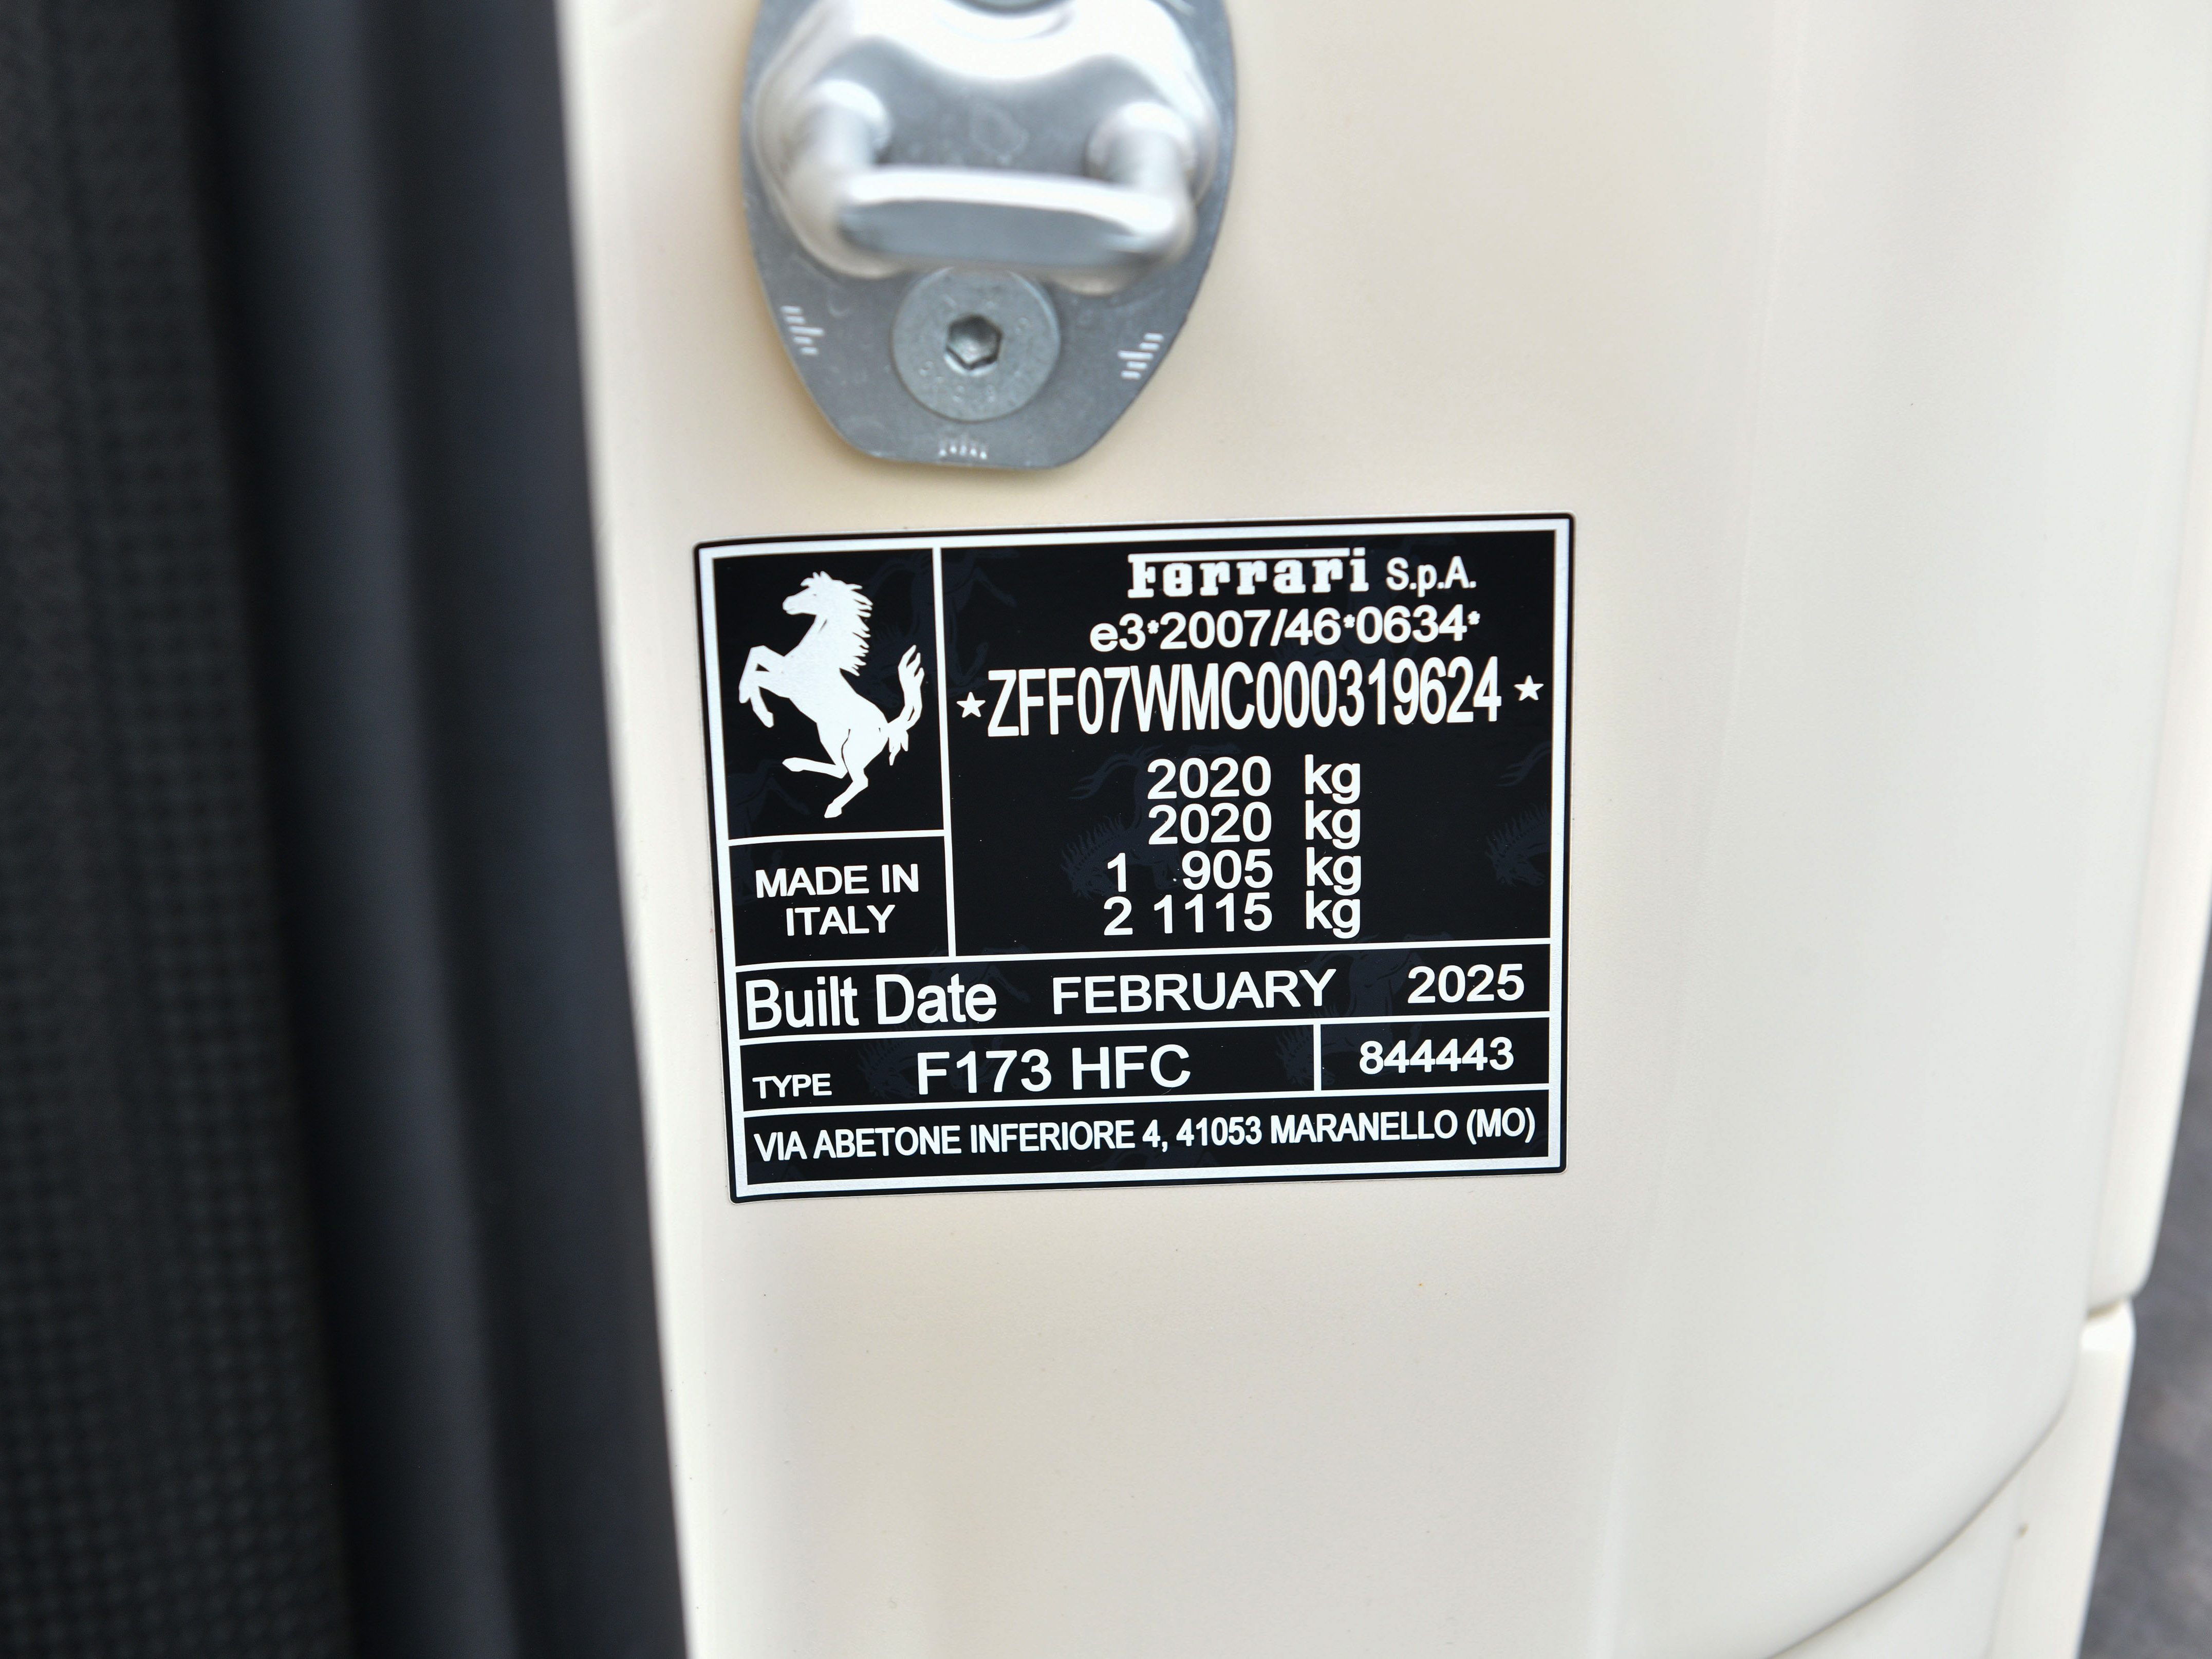 Ferrari S.p.A.
e3*2007/46*0634*
★ZFF07WMC000319624★
2020 kg
2020 kg
1 905 kg
2 1115 kg
MADE IN
ITALY
Built Date FEBRUARY 2025
TYPE F173 HFC 844443
VIA ABETONE INFERIORE 4, 41053 MARANELLO (MO)